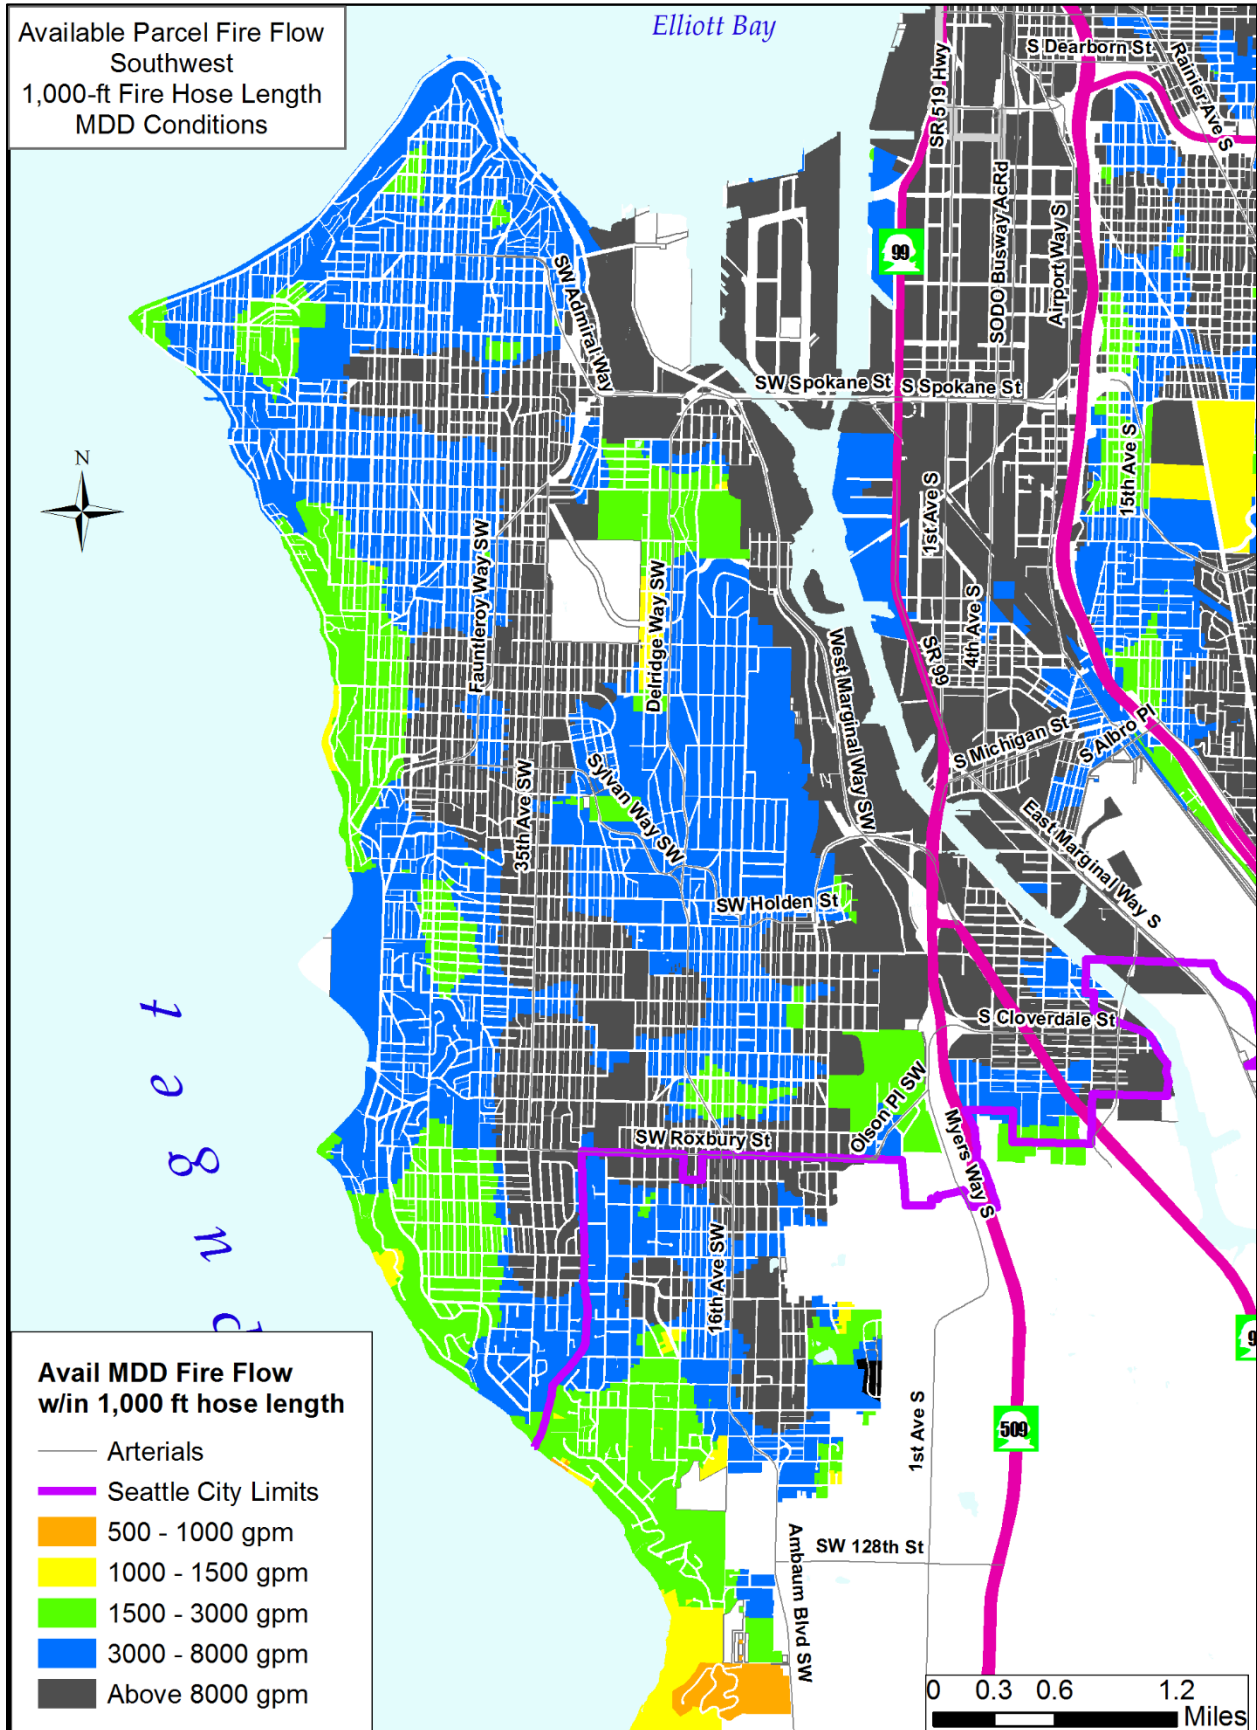 Available Parcel Fire Flow
Southwest
1,000-ft Fire Hose Length
MDD Conditions
Elliott Bay
S Dearborn St
Rainier Ave S
SR 519 Hwy
SODO Busway AcRd
Airport Way S
99
SW Admiral Way
SW Spokane St
S Spokane St
15th Ave S
1st Ave S
N
Fauntleroy Way SW
Delridge Way SW
4th Ave S
West Marginal Way SW
SR 99
S Michigan St
S Albro Pl
35th Ave SW
Sylvan Way SW
East Marginal Way S
SW Holden St
S Cloverdale St
t
e
g
u
d
Olson Pl SW
SW Roxbury St
Myers Way S
16th Ave SW
9
509
1st Ave S
SW 128th St
Ambaum Blvd SW
Avail MDD Fire Flow
w/in 1,000 ft hose length
Arterials
Seattle City Limits
500 - 1000 gpm
1000 - 1500 gpm
1500 - 3000 gpm
3000 - 8000 gpm
Above 8000 gpm
0 0.3 0.6 1.2
Miles